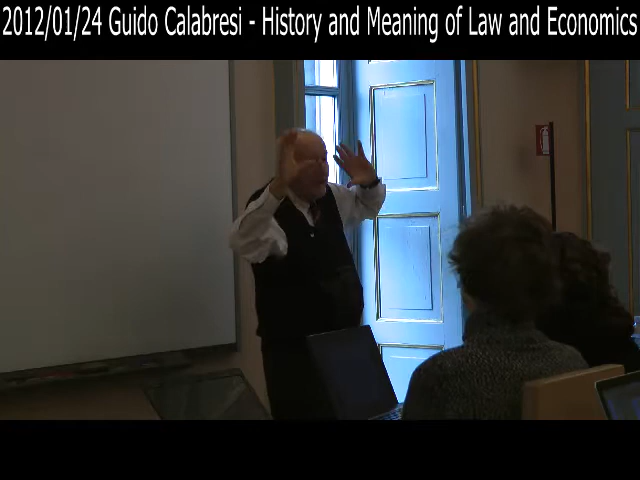 2012/01/24 Guido Calabresi - History and Meaning of Law and Economics